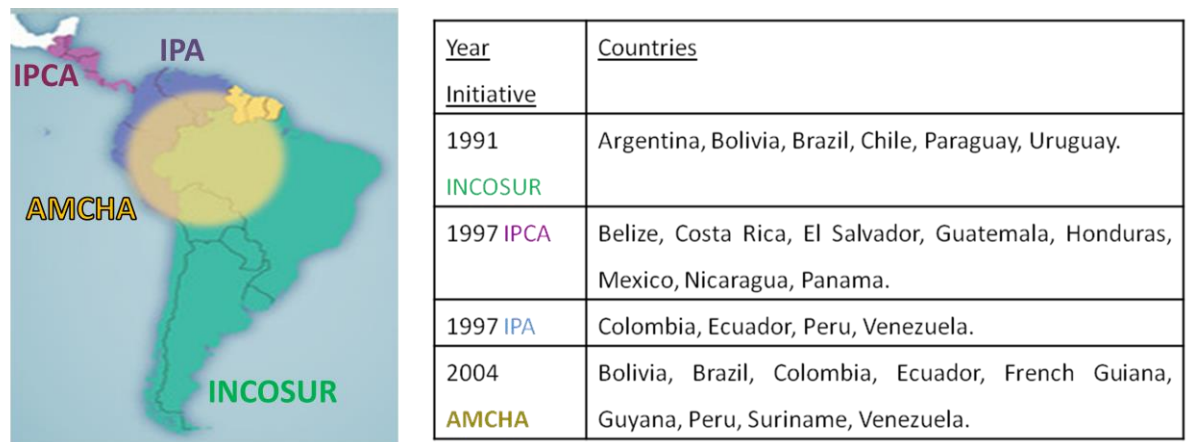 IPA
IPCA
AMCHA
INCOSUR
Year Countries
Initiative
1991 Argentina, Bolivia, Brazil, Chile, Paraguay, Uruguay.
INCOSUR
1997 IPCA Belize, Costa Rica, El Salvador, Guatemala, Honduras,
Mexico, Nicaragua, Panama.
1997 IPA Colombia, Ecuador, Peru, Venezuela.
2004 Bolivia, Brazil, Colombia, Ecuador, French Guiana,
AMCHA Guyana, Peru, Suriname, Venezuela.